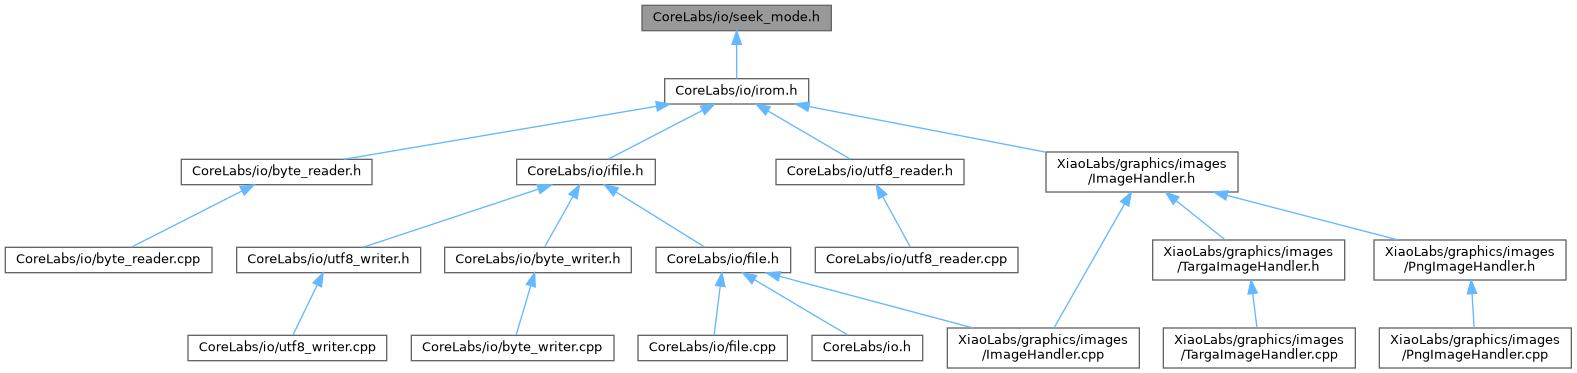 CoreLabs/io/seek_mode.h
CoreLabs/io/irom.h
CoreLabs/io/byte_reader.h
CoreLabs/io/ifile.h
CoreLabs/io/utf8_reader.h
XiaoLabs/graphics/images
/ImageHandler.h
CoreLabs/io/byte_reader.cpp
CoreLabs/io/utf8_writer.h
CoreLabs/io/byte_writer.h
CoreLabs/io/file.h
CoreLabs/io/utf8_reader.cpp
XiaoLabs/graphics/images
/TargaImageHandler.h
XiaoLabs/graphics/images
/PngImageHandler.h
CoreLabs/io/utf8_writer.cpp
CoreLabs/io/byte_writer.cpp
CoreLabs/io/file.cpp
CoreLabs/io.h
XiaoLabs/graphics/images
/ImageHandler.cpp
XiaoLabs/graphics/images
/TargaImageHandler.cpp
XiaoLabs/graphics/images
/PngImageHandler.cpp